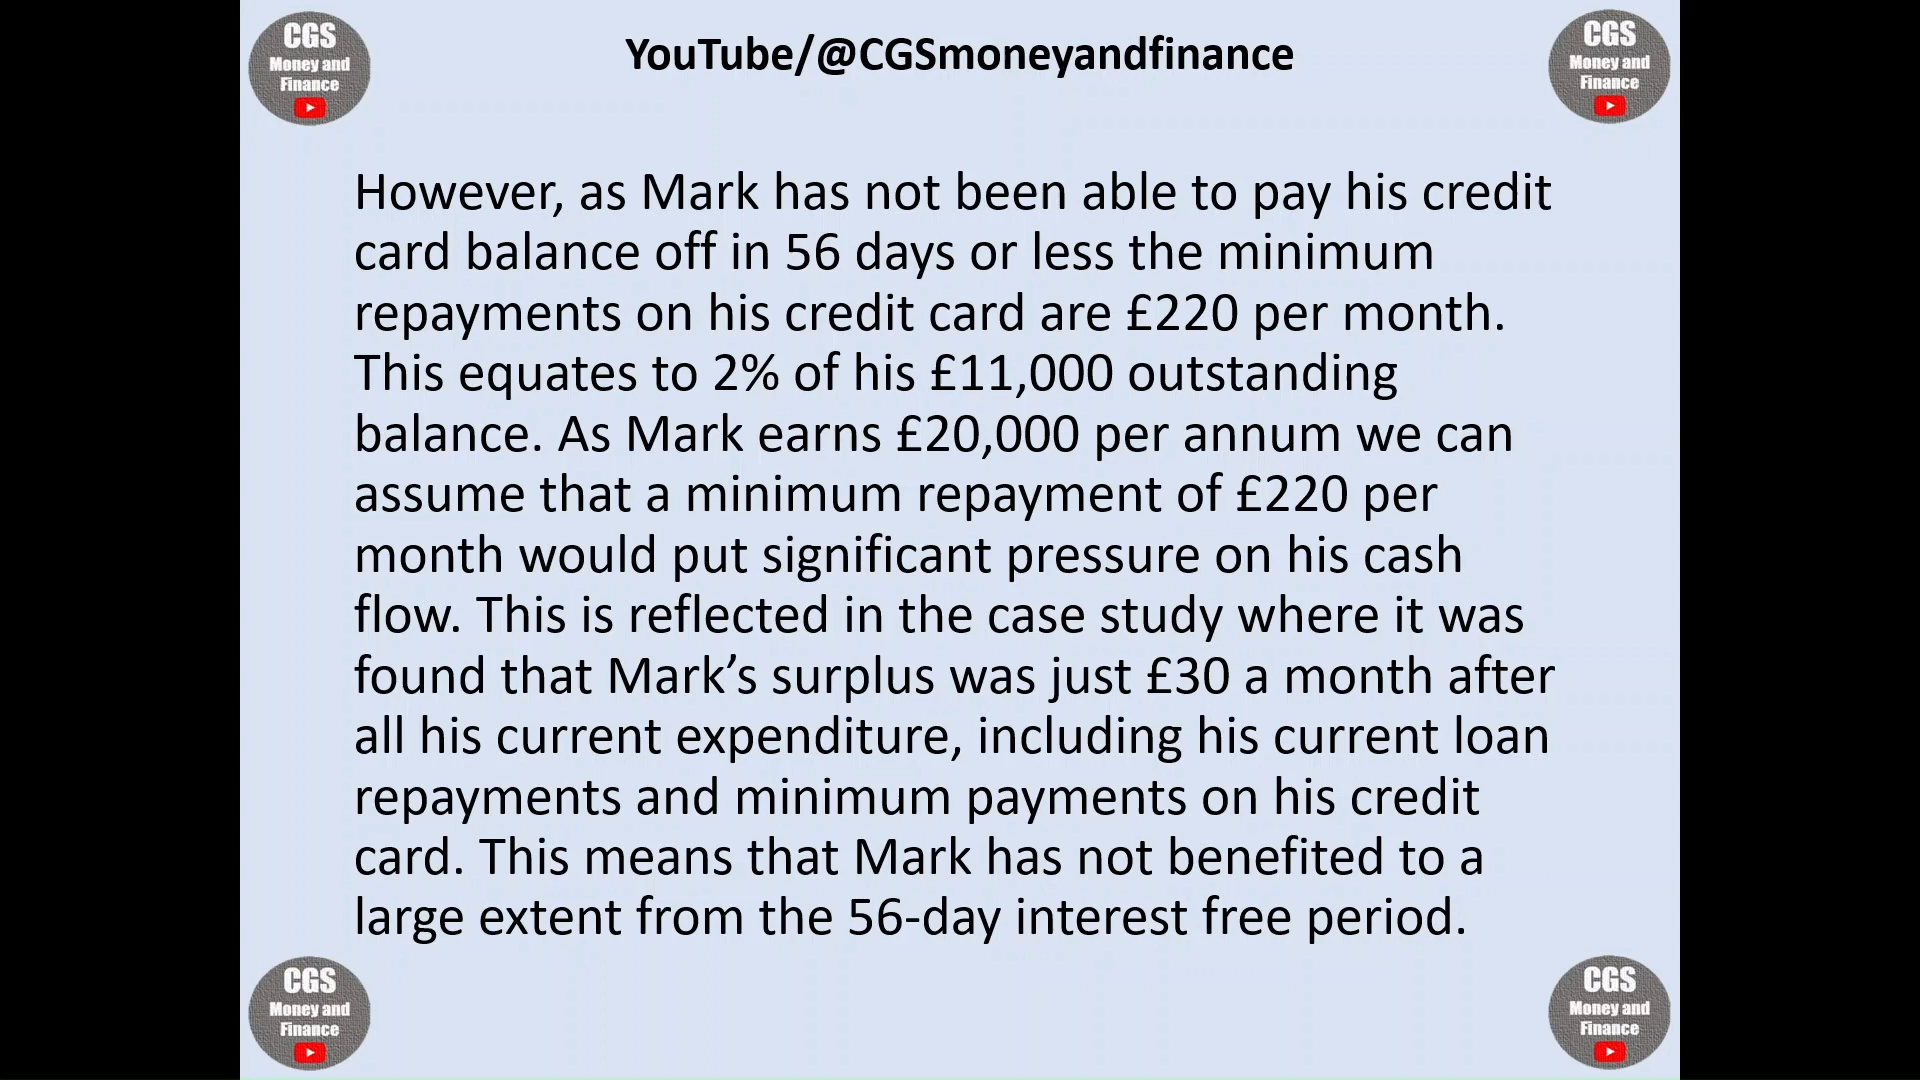 CGS
Money and
Finance
YouTube/@CGSmoneyandfinance
CGS
Money and
Finance
However, as Mark has not been able to pay his credit
card balance off in 56 days or less the minimum
repayments on his credit card are £220 per month.
This equates to 2% of his £11,000 outstanding
balance. As Mark earns £20,000 per annum we can
assume that a minimum repayment of £220 per
month would put significant pressure on his cash
flow. This is reflected in the case study where it was
found that Mark’s surplus was just £30 a month after
all his current expenditure, including his current loan
repayments and minimum payments on his credit
card. This means that Mark has not benefited to a
large extent from the 56-day interest free period.
CGS
Money and
Finance
CGS
Money and
Finance